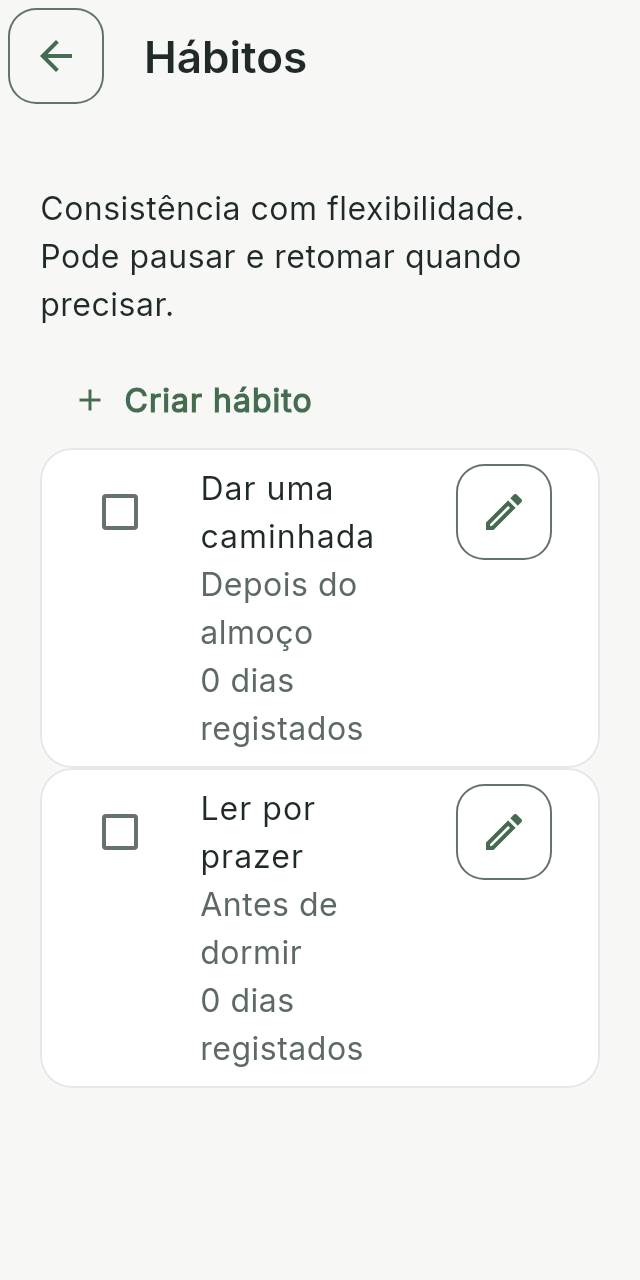 Hábitos
Consistência com flexibilidade.
Pode pausar e retomar quando
precisar.
Criar hábito
Dar uma
caminhada
Depois do
almoço
0 dias
registados
Ler por
prazer
Antes de
dormir
0 dias
registados